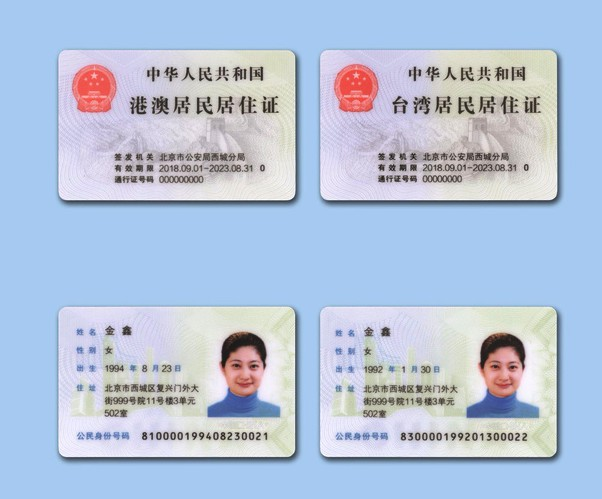 中华人民共和国
港澳居民居住证
签发机关 北京市公安局西城分局
有效期限 2018.09.01-2023.08.31 0
通行证号码 000000000
中华人民共和国
台湾居民居住证
签发机关 北京市公安局西城分局
有效期限 2018.09.01-2023.08.31 0
通行证号码 00000000
姓名 金鑫
性别 女
出生 1994 年 8 月 23 日
住址 北京市西城区复兴门外大
街999号院11号楼3单元
502室
公民身份号码 810000199408230021
姓名 金鑫
性别 女
出生 1992 年 1 月 30 日
住址 北京市西城区复兴门外大
街999号院11号楼3单元
502室
公民身份号码 830000199201300022